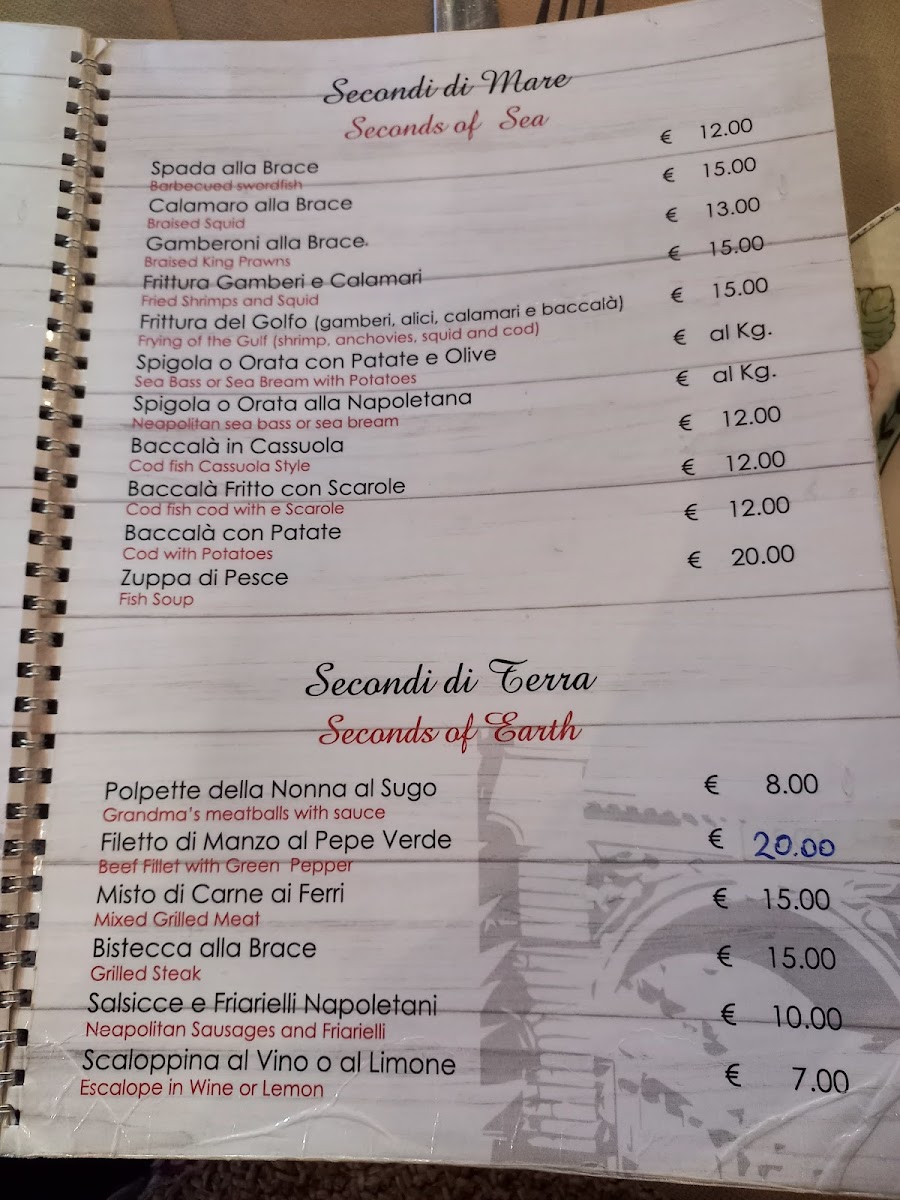 Secondi di Mare
Seconds of Sea
Spada alla Brace € 12.00
Barbecued swordfish
Calamaro alla Brace € 15.00
Braised Squid
Gamberoni alla Brace. € 13.00
Braised King Prawns
Frittura Gamberi e Calamari € 15.00
Fried Shrimps and Squid
Frittura del Golfo (gamberi, alici, calamari e baccalà) € 15.00
Frying of the Gulf (shrimp, anchovies, squid and cod)
Spigola o Orata con Patate e Olive € al Kg.
Sea Bass or Sea Bream with Potatoes
Spigola o Orata alla Napoletana € al Kg.
Neapolitan sea bass or sea bream
Baccalà in Cassuola € 12.00
Cod fish Cassuola Style
Baccalà Fritto con Scarole € 12.00
Cod fish cod with e Scarole
Baccalà con Patate € 12.00
Cod with Potatoes
Zuppa di Pesce € 20.00
Fish Soup
Secondi di Terra
Seconds of Earth
Polpette della Nonna al Sugo € 8.00
Grandma's meatballs with sauce
Filetto di Manzo al Pepe Verde € 20.00
Beef Fillet with Green Pepper
Misto di Carne ai Ferri € 15.00
Mixed Grilled Meat
Bistecca alla Brace € 15.00
Grilled Steak
Salsicce e Friarielli Napoletani € 10.00
Neapolitan Sausages and Friarielli
Scaloppina al Vino o al Limone € 7.00
Escalope in Wine or Lemon